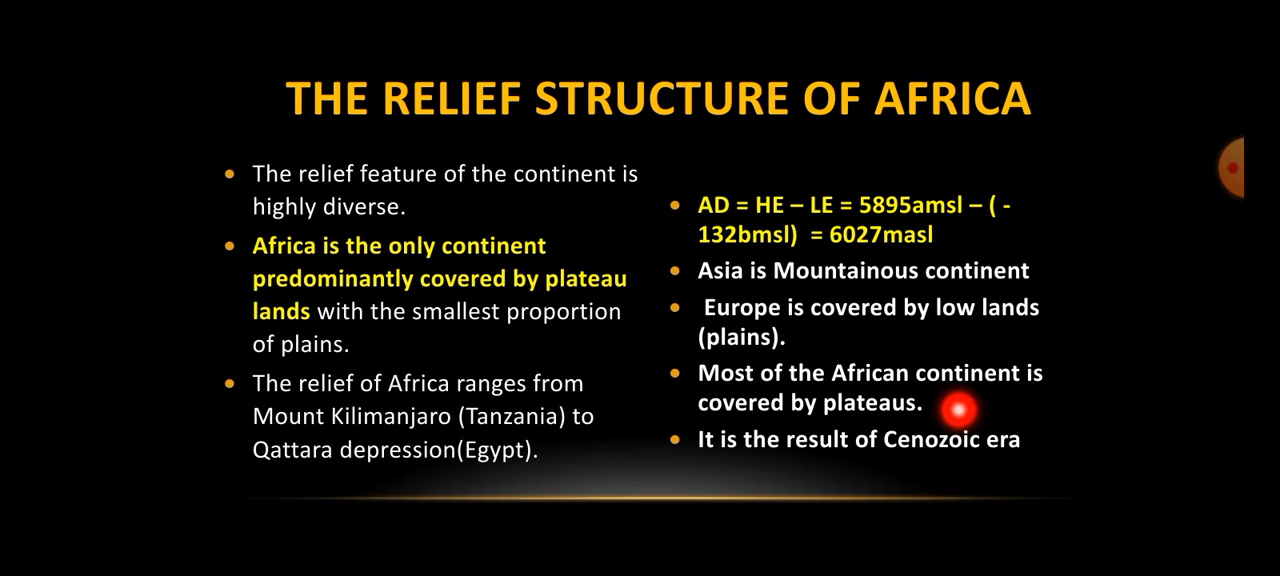 THE RELIEF STRUCTURE OF AFRICA
The relief feature of the continent is
highly diverse.
Africa is the only continent
predominantly covered by plateau
lands with the smallest proportion
of plains.
The relief of Africa ranges from
Mount Kilimanjaro (Tanzania) to
Qattara depression(Egypt).
AD = HE – LE = 5895amsl – ( -
132bmsl)  = 6027masl
Asia is Mountainous continent
Europe is covered by low lands
(plains).
Most of the African continent is
covered by plateaus.
It is the result of Cenozoic era